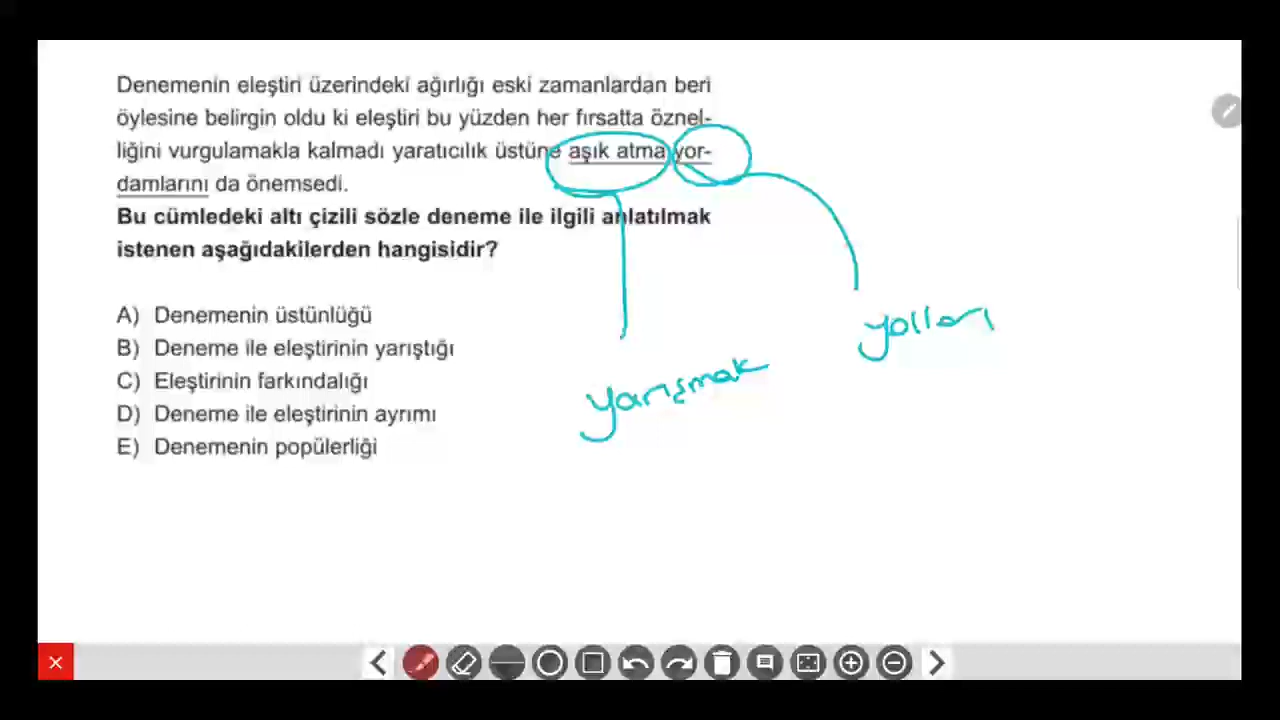 Denemenin eleştiri üzerindeki ağırlığı eski zamanlardan beri
öylesine belirgin oldu ki eleştiri bu yüzden her fırsatta öznel-
liğini vurgulamakla kalmadı yaratıcılık üstüne aşık atma yor-
damlarını da önemsedi.
Bu cümledeki altı çizili sözle deneme ile ilgili anlatılmak
istenen aşağıdakilerden hangisidir?
A) Denemenin üstünlüğü
B) Deneme ile eleştirinin yarıştığı
C) Eleştirinin farkındalığı
D) Deneme ile eleştirinin ayrımı
E) Denemenin popülerliği
yolları
yarışmak